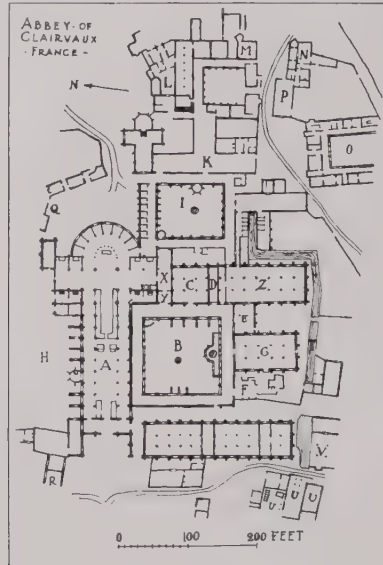 ABBEY · OF
CLAIRVAUX
· FRANCE ·
N
M
N
L
P
O
K
Q
I
X
C
D
Z
Y
E
B
H
A
G
F
V
R
U
U
U
0 100 200 FEET